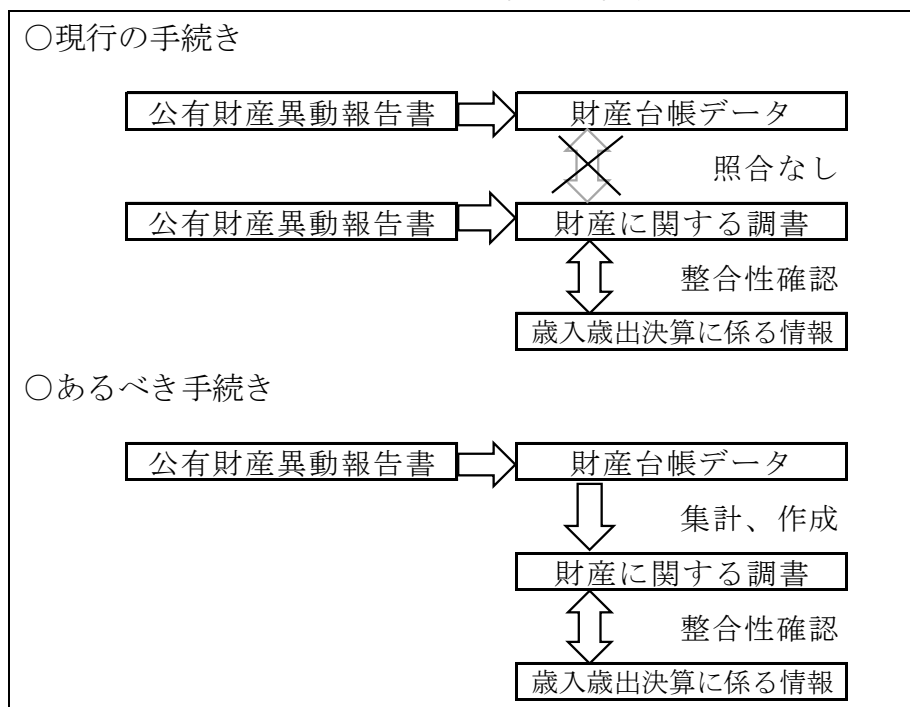 ○現行の手続き
公有財産異動報告書
財産台帳データ
照合なし
公有財産異動報告書
財産に関する調書
整合性確認
歳入歳出決算に係る情報
○あるべき手続き
公有財産異動報告書
財産台帳データ
集計、作成
財産に関する調書
整合性確認
歳入歳出決算に係る情報